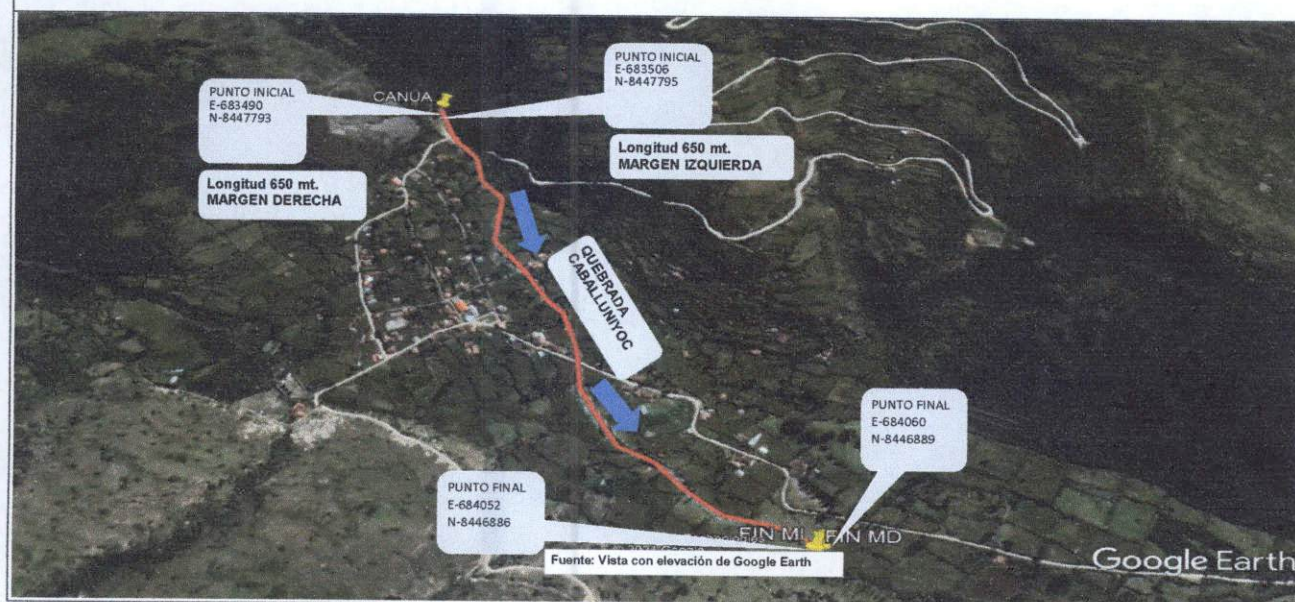 PUNTO INICIAL
E-683490
N-8447793
CANUA
PUNTO INICIAL
E-683506
N-8447795
Longitud 650 mt.
MARGEN DERECHA
Longitud 650 mt.
MARGEN IZQUIERDA
QUEBRADA
CABALLUNIYOC
PUNTO FINAL
E-684060
N-8446889
PUNTO FINAL
E-684052
N-8446886
FIN MI
FIN MD
Fuente: Vista con elevación de Google Earth
Google Earth